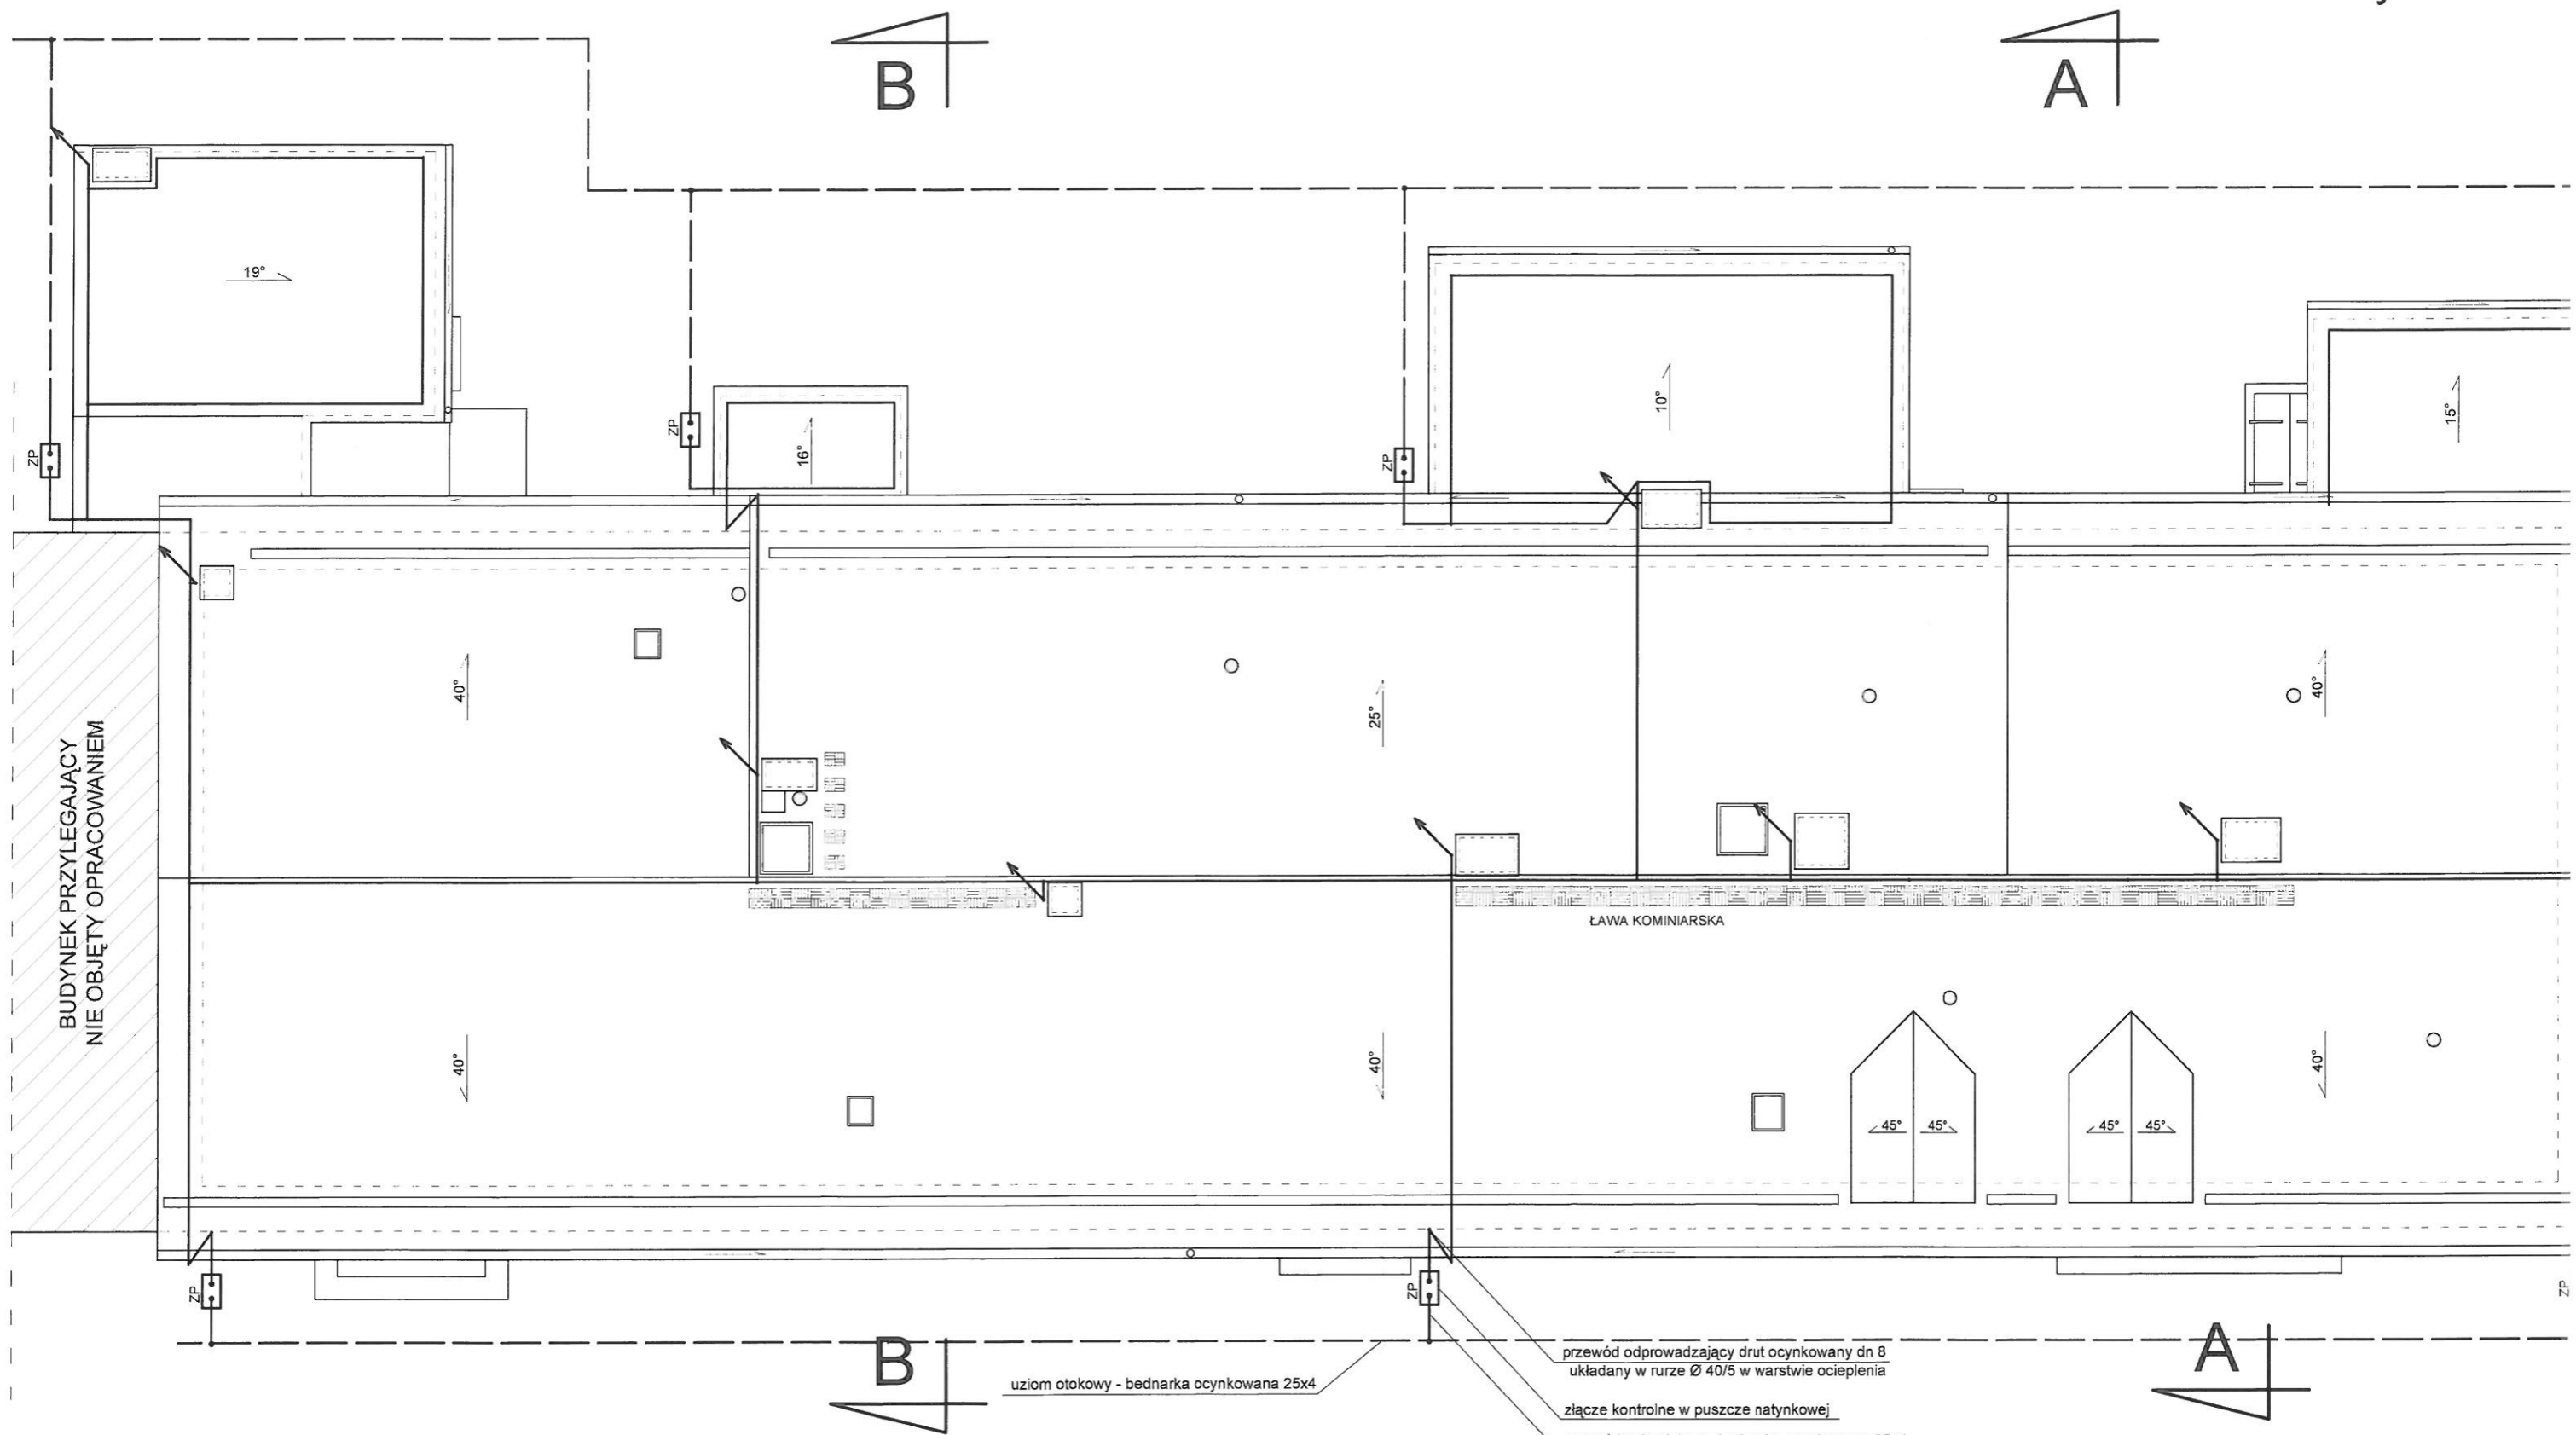 B
A
19°
ZP
ZP
16°
ZP
10°
15°
BUDYNEK PRZYLEGAJĄCY
NIE OBJĘTY OPRACOWANIEM
40°
25°
40°
ŁAWA KOMINIARSKA
40°
40°
45°
45°
45°
45°
40°
ZP
ZP
ZP
B
A
uziom otokowy - bednarka ocynkowana 25x4
przewód odprowadzający drut ocynkowany dn 8
układany w rurze Ø 40/5 w warstwie ocieplenia
złącze kontrolne w puszcze natynkowej